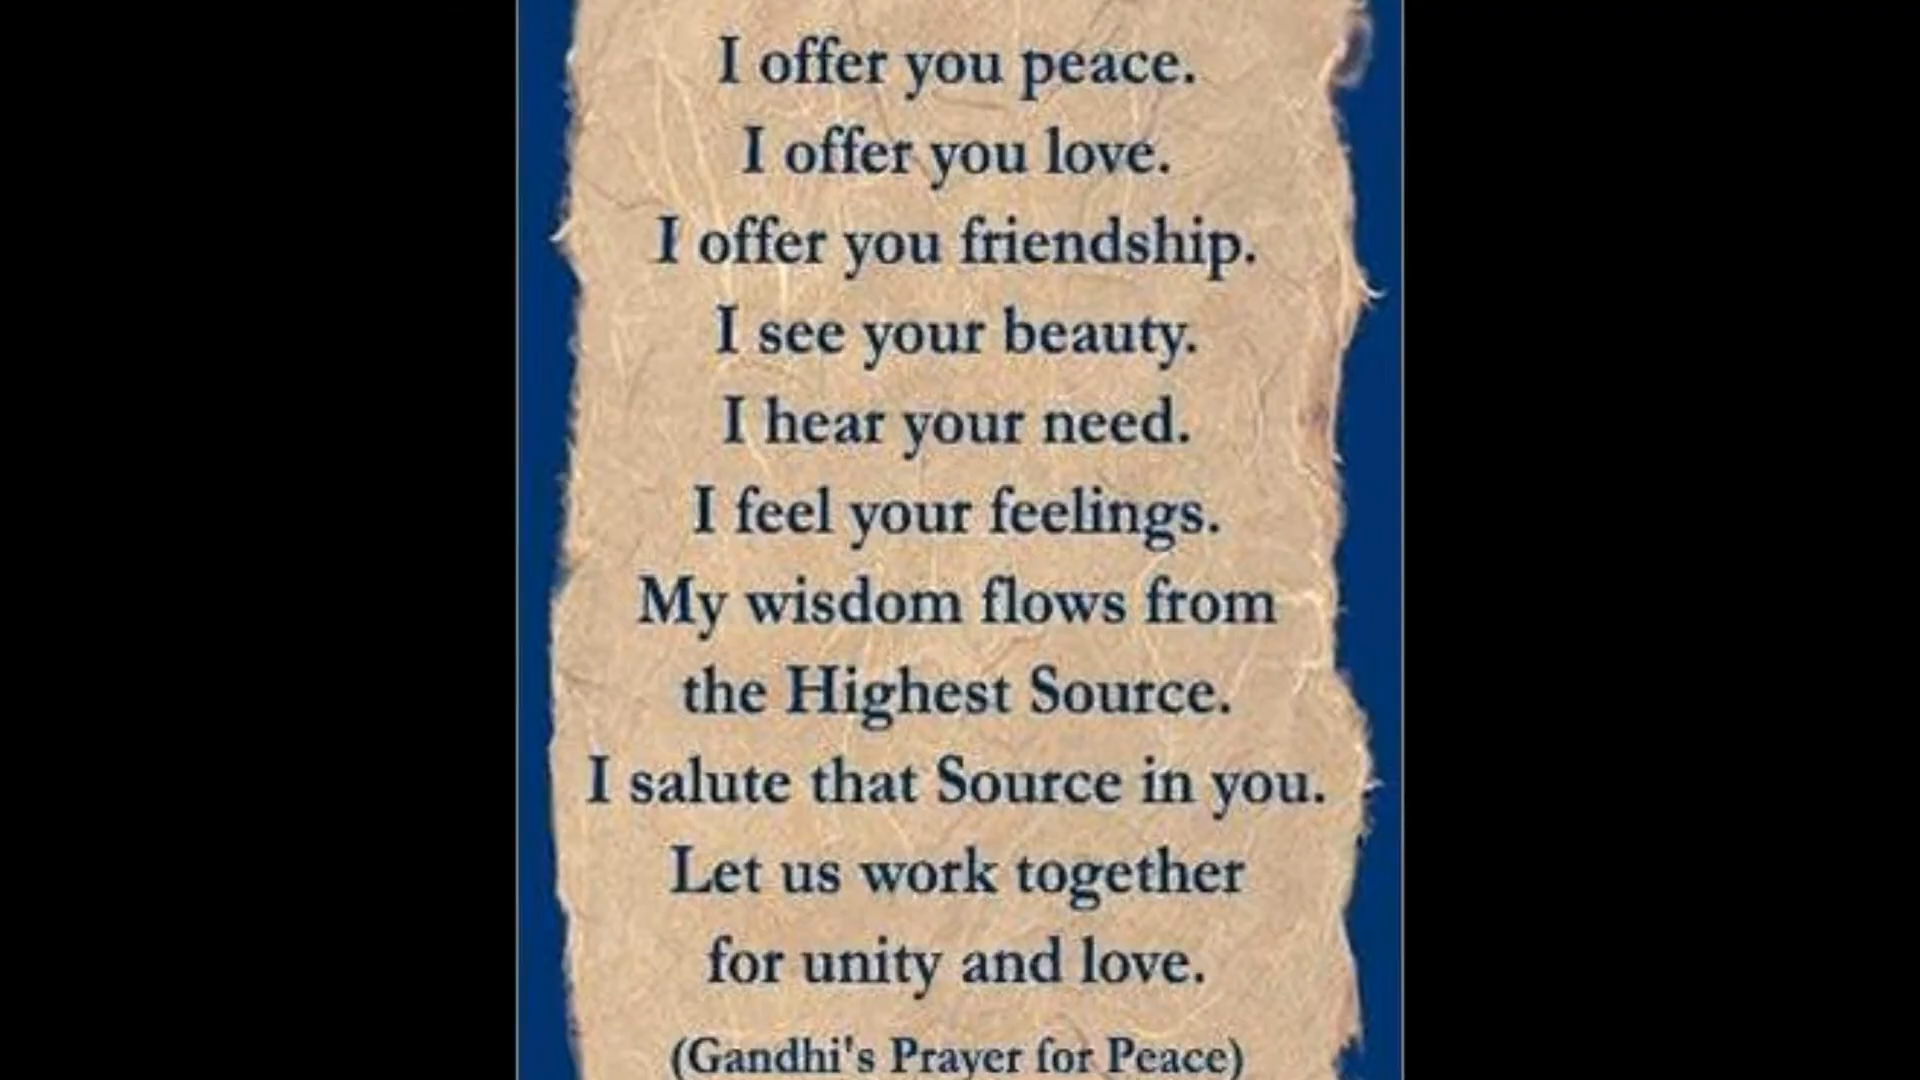 I offer you peace.
I offer you love.
I offer you friendship.
I see your beauty.
I hear your need.
I feel your feelings.
My wisdom flows from
the Highest Source.
I salute that Source in you.
Let us work together
for unity and love.
(Gandhi's Prayer for Peace)